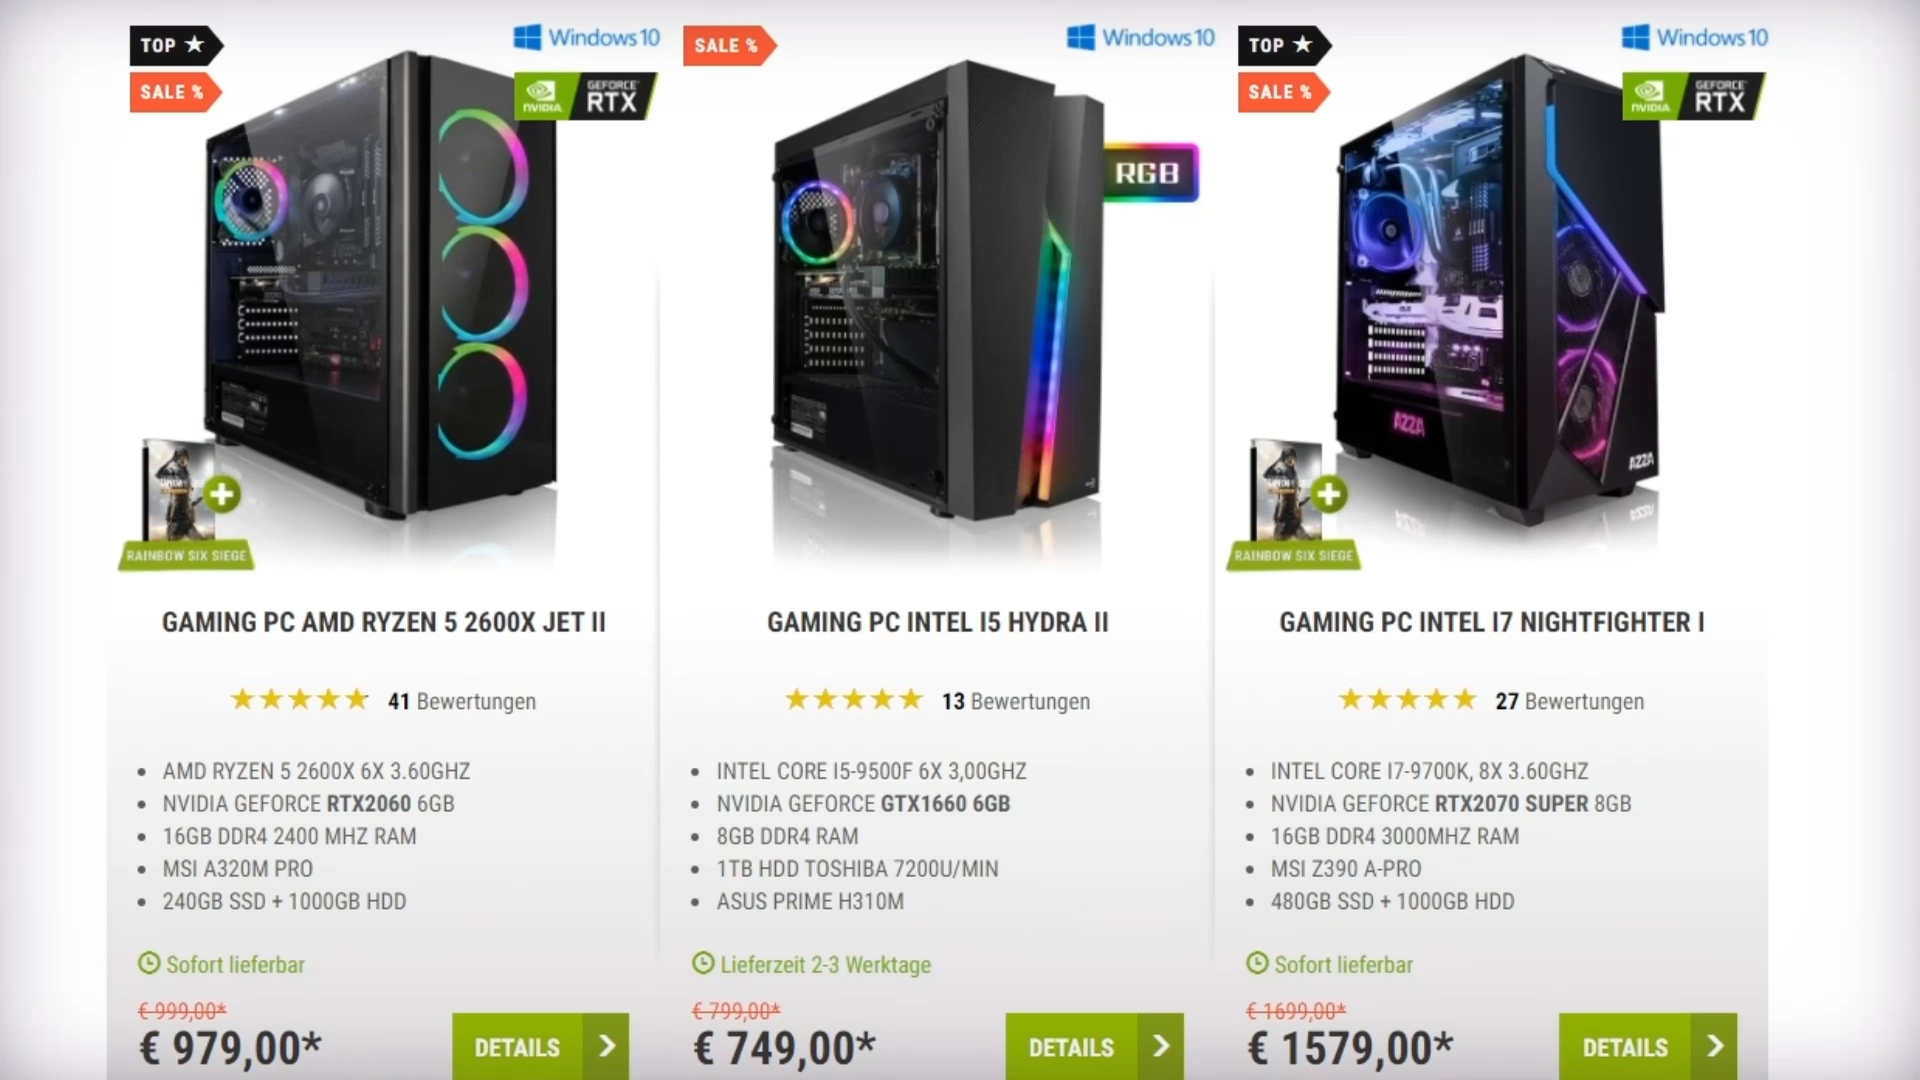 TOP ★
SALE %
Windows 10
NVIDIA
GEFORCE
RTX
RAINBOW SIX SIEGE
GAMING PC AMD RYZEN 5 2600X JET II
41 Bewertungen
AMD RYZEN 5 2600X 6X 3.60GHZ
NVIDIA GEFORCE RTX2060 6GB
16GB DDR4 2400 MHZ RAM
MSI A320M PRO
240GB SSD + 1000GB HDD
Sofort lieferbar
€ 999,00*
€ 979,00*
DETAILS
SALE %
Windows 10
RGB
GAMING PC INTEL I5 HYDRA II
13 Bewertungen
INTEL CORE I5-9500F 6X 3,00GHZ
NVIDIA GEFORCE GTX1660 6GB
8GB DDR4 RAM
1TB HDD TOSHIBA 7200U/MIN
ASUS PRIME H310M
Lieferzeit 2-3 Werktage
€ 799,00*
€ 749,00*
DETAILS
TOP ★
SALE %
Windows 10
NVIDIA
GEFORCE
RTX
AZZA
AZZA
RAINBOW SIX SIEGE
GAMING PC INTEL I7 NIGHTFIGHTER I
27 Bewertungen
INTEL CORE I7-9700K, 8X 3.60GHZ
NVIDIA GEFORCE RTX2070 SUPER 8GB
16GB DDR4 3000MHZ RAM
MSI Z390 A-PRO
480GB SSD + 1000GB HDD
Sofort lieferbar
€ 1699,00*
€ 1579,00*
DETAILS